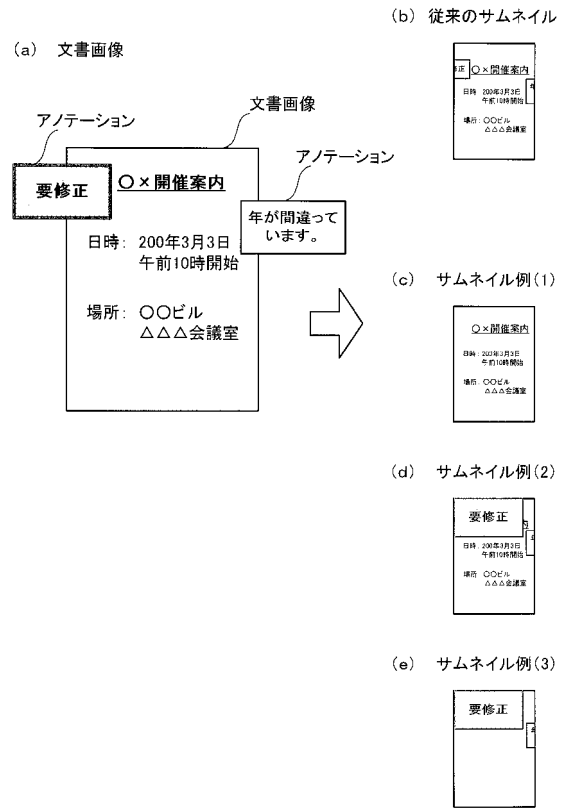 (a) 文書画像
アノテーション
文書画像
アノテーション
要修正
○×開催案内
年が間違って
います。
日時: 200年3月3日
午前10時開始
場所: ○○ビル
△△△会議室
(b) 従来のサムネイル
修正
○×開催案内
日時: 200年3月3日
午前10時開始
年
場所: ○○ビル
△△△会議室
(c) サムネイル例(1)
○×開催案内
日時: 200年3月3日
午前10時開始
場所: ○○ビル
△△△会議室
(d) サムネイル例(2)
要修正
内
年
日時: 200年3月3日
午前10時開始
場所: ○○ビル
△△△会議室
(e) サムネイル例(3)
要修正
年